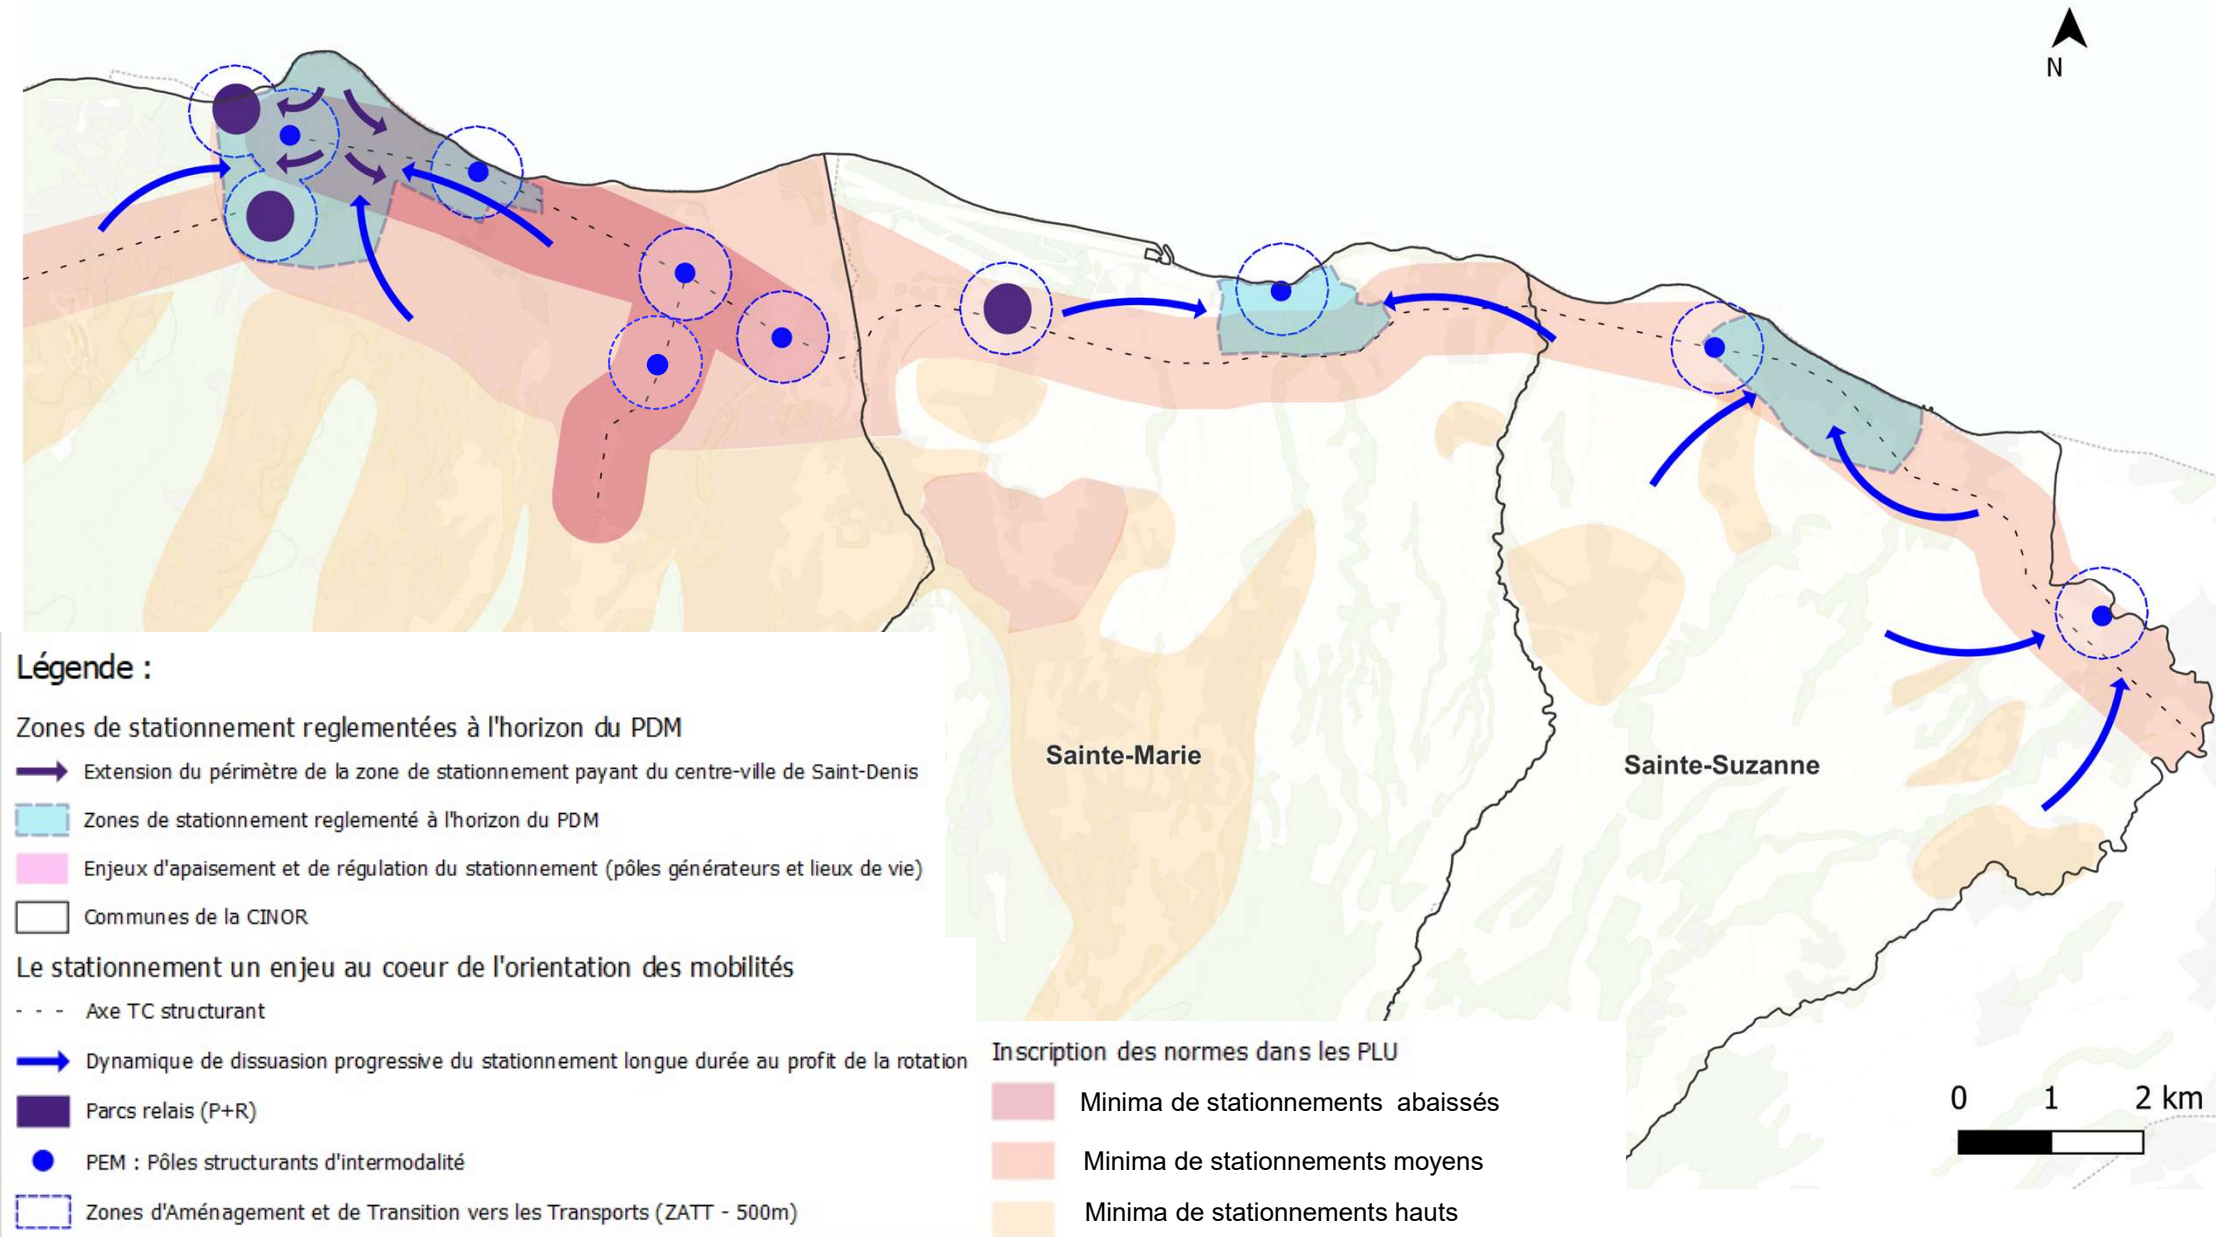 N
Sainte-Marie
Sainte-Suzanne
Légende :
Zones de stationnement reglementées à l'horizon du PDM
Extension du périmètre de la zone de stationnement payant du centre-ville de Saint-Denis
Zones de stationnement reglementé à l'horizon du PDM
Enjeux d'apaisement et de régulation du stationnement (pôles générateurs et lieux de vie)
Communes de la CINOR
Le stationnement un enjeu au coeur de l'orientation des mobilités
Axe TC structurant
Dynamique de dissuasion progressive du stationnement longue durée au profit de la rotation
Parcs relais (P+R)
PEM : Pôles structurants d'intermodalité
Zones d'Aménagement et de Transition vers les Transports (ZATT - 500m)
Inscription des normes dans les PLU
Minima de stationnements abaissés
Minima de stationnements moyens
Minima de stationnements hauts
0 1 2 km